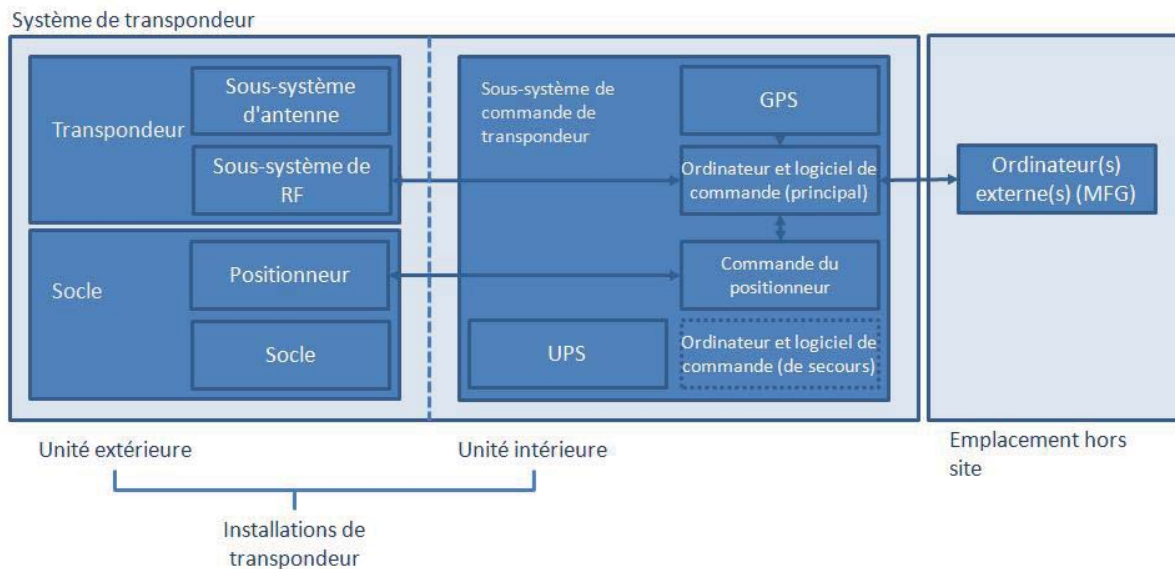 Système de transpondeur
Transpondeur
Sous-système
d'antenne
Sous-système de
RF
Socle
Positionneur
Socle
Sous-système de
commande de
transpondeur
GPS
Ordinateur et logiciel de
commande (principal)
Commande du
positionneur
UPS
Ordinateur et logiciel de
commande (de secours)
Ordinateur(s)
externe(s) (MFG)
Unité extérieure
Unité intérieure
Emplacement hors
site
Installations de
transpondeur